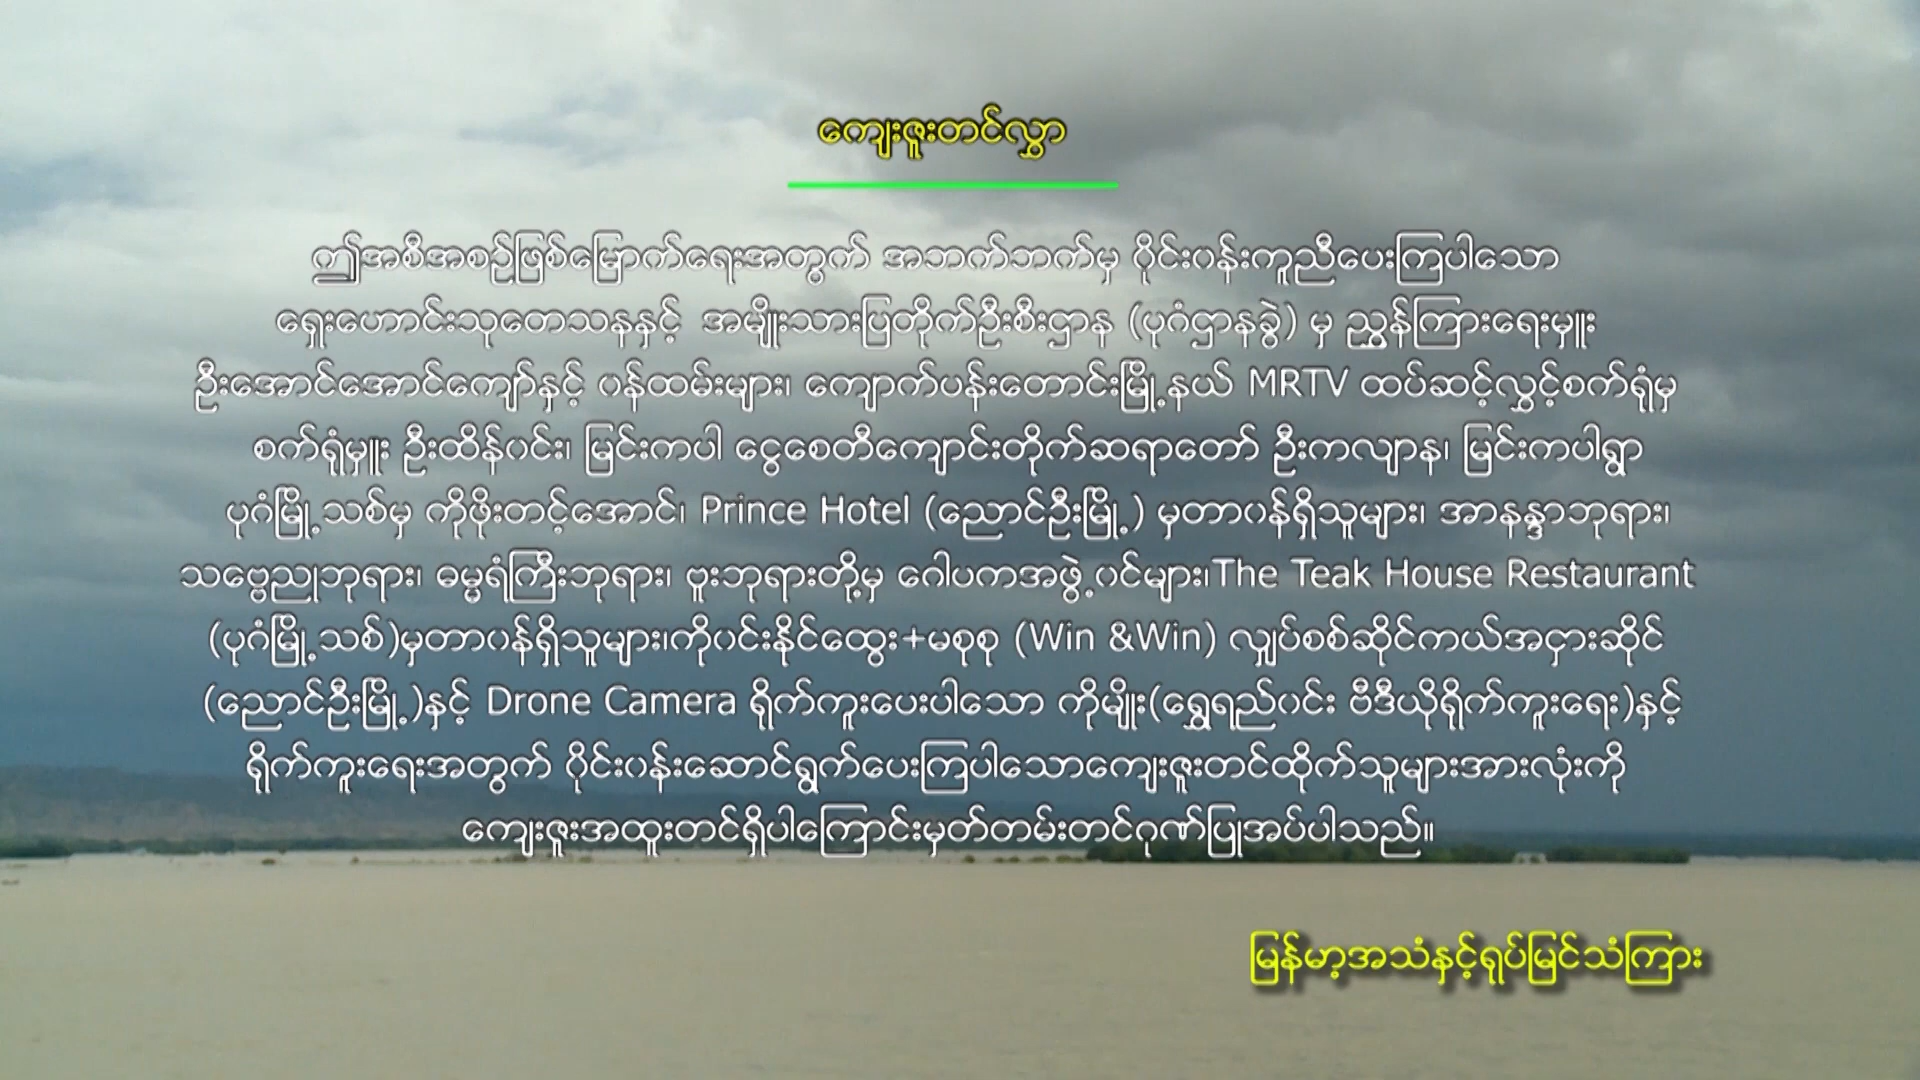 ကျေးဇူးတင်လွှာ
ဤအစီအစဉ်ဖြစ်မြောက်ရေးအတွက် အဘက်ဘက်မှ ဝိုင်းဝန်းကူညီပေးကြပါသော
ရှေးဟောင်းသုတေသနနှင့် အမျိုးသားပြတိုက်ဦးစီးဌာန (ပုဂံဌာနခွဲ) မှ ညွှန်ကြားရေးမှူး
ဦးအောင်အောင်ကျော်နှင့် ဝန်ထမ်းများ၊ ကျောက်ပန်းတောင်းမြို့နယ် MRTV ထပ်ဆင့်လွှင့်စက်ရုံမှ
စက်ရုံမှူး ဦးထိန်ဝင်း၊ မြင်းကပါ ငွေစေတီကျောင်းတိုက်ဆရာတော် ဦးကလျာန၊ မြင်းကပါရွာ
ပုဂံမြို့သစ်မှ ကိုဖိုးတင့်အောင်၊ Prince Hotel (ညောင်ဦးမြို့) မှတာဝန်ရှိသူများ၊ အာနန္ဒာဘုရား၊
သဗ္ဗေညုဘုရား၊ ဓမ္မရံကြီးဘုရား၊ ဗူးဘုရားတို့မှ ဂေါပကအဖွဲ့ဝင်များ၊The Teak House Restaurant
(ပုဂံမြို့သစ်)မှတာဝန်ရှိသူများ၊ကိုဝင်းနိုင်ထွေး+မစုစု (Win &Win) လျှပ်စစ်ဆိုင်ကယ်အငှားဆိုင်
(ညောင်ဦးမြို့)နှင့် Drone Camera ရိုက်ကူးပေးပါသော ကိုမျိုး(ရွှေရည်ဝင်း ဗီဒီယိုရိုက်ကူးရေး)နှင့်
ရိုက်ကူးရေးအတွက် ဝိုင်းဝန်းဆောင်ရွက်ပေးကြပါသောကျေးဇူးတင်ထိုက်သူများအားလုံးကို
ကျေးဇူးအထူးတင်ရှိပါကြောင်းမှတ်တမ်းတင်ဂုဏ်ပြုအပ်ပါသည်။
မြန်မာ့အသံနှင့်ရုပ်မြင်သံကြား